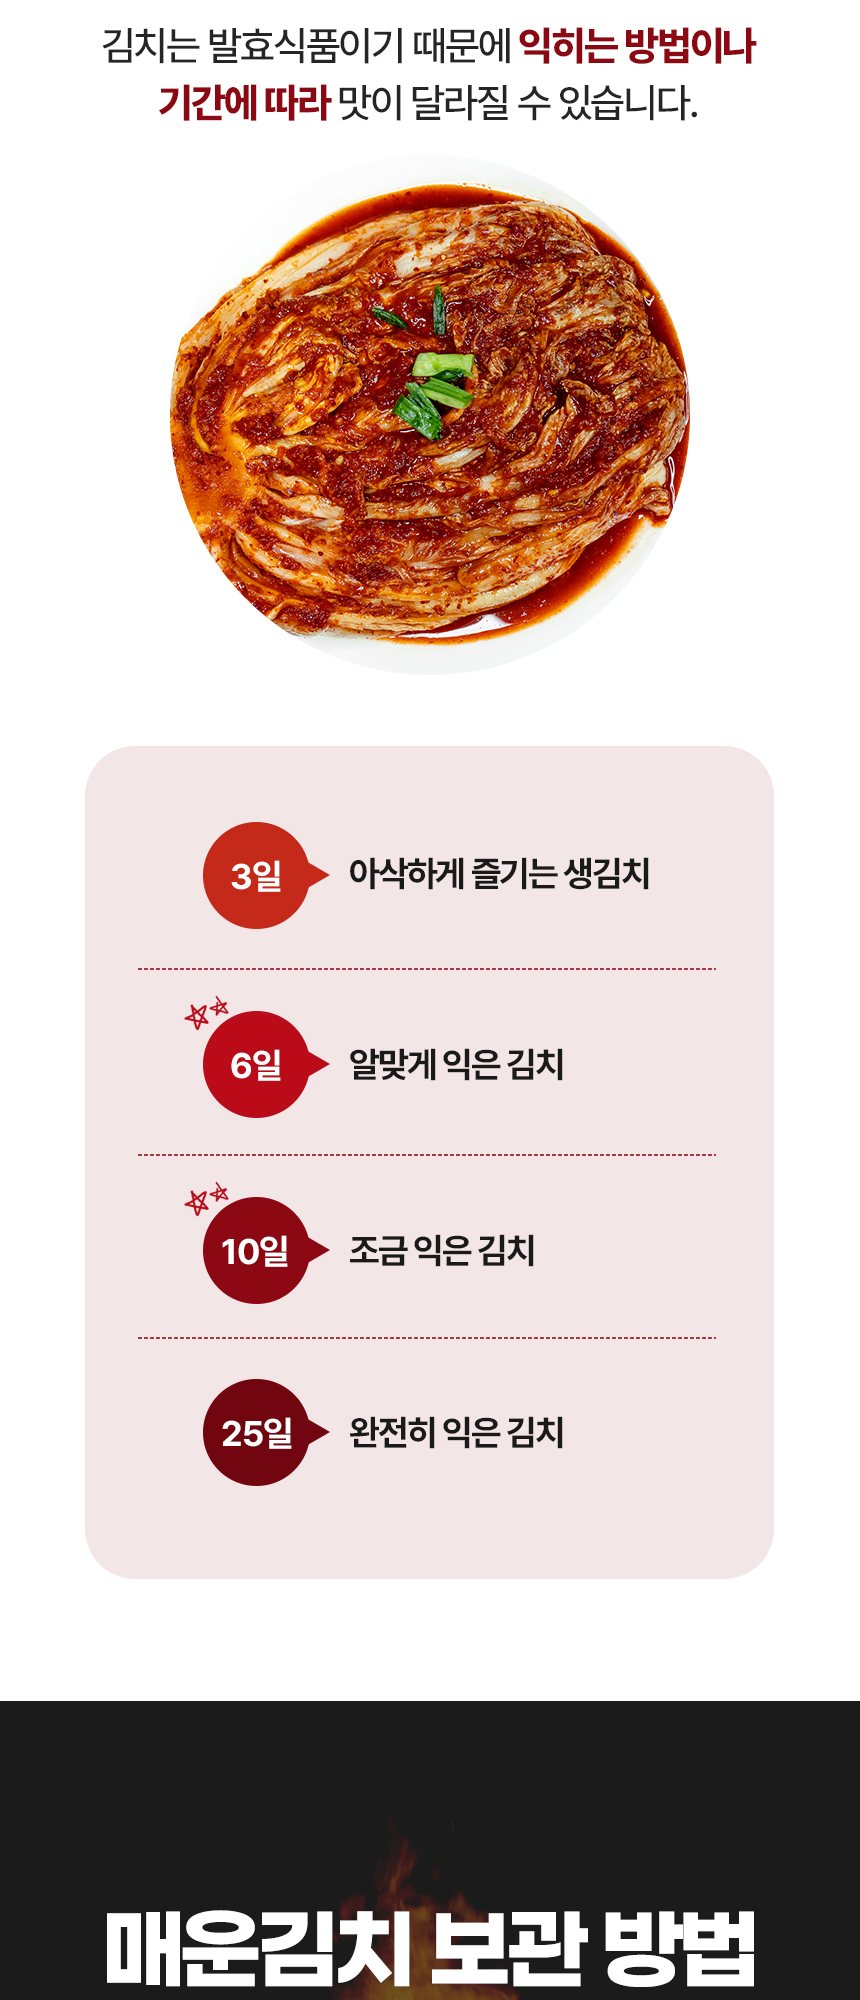 김치는 발효식품이기 때문에 익히는 방법이나
기간에 따라 맛이 달라질 수 있습니다.
3일
아삭하게 즐기는 생김치
6일
알맞게 익은 김치
10일
조금 익은 김치
25일
완전히 익은 김치
매운김치 보관 방법